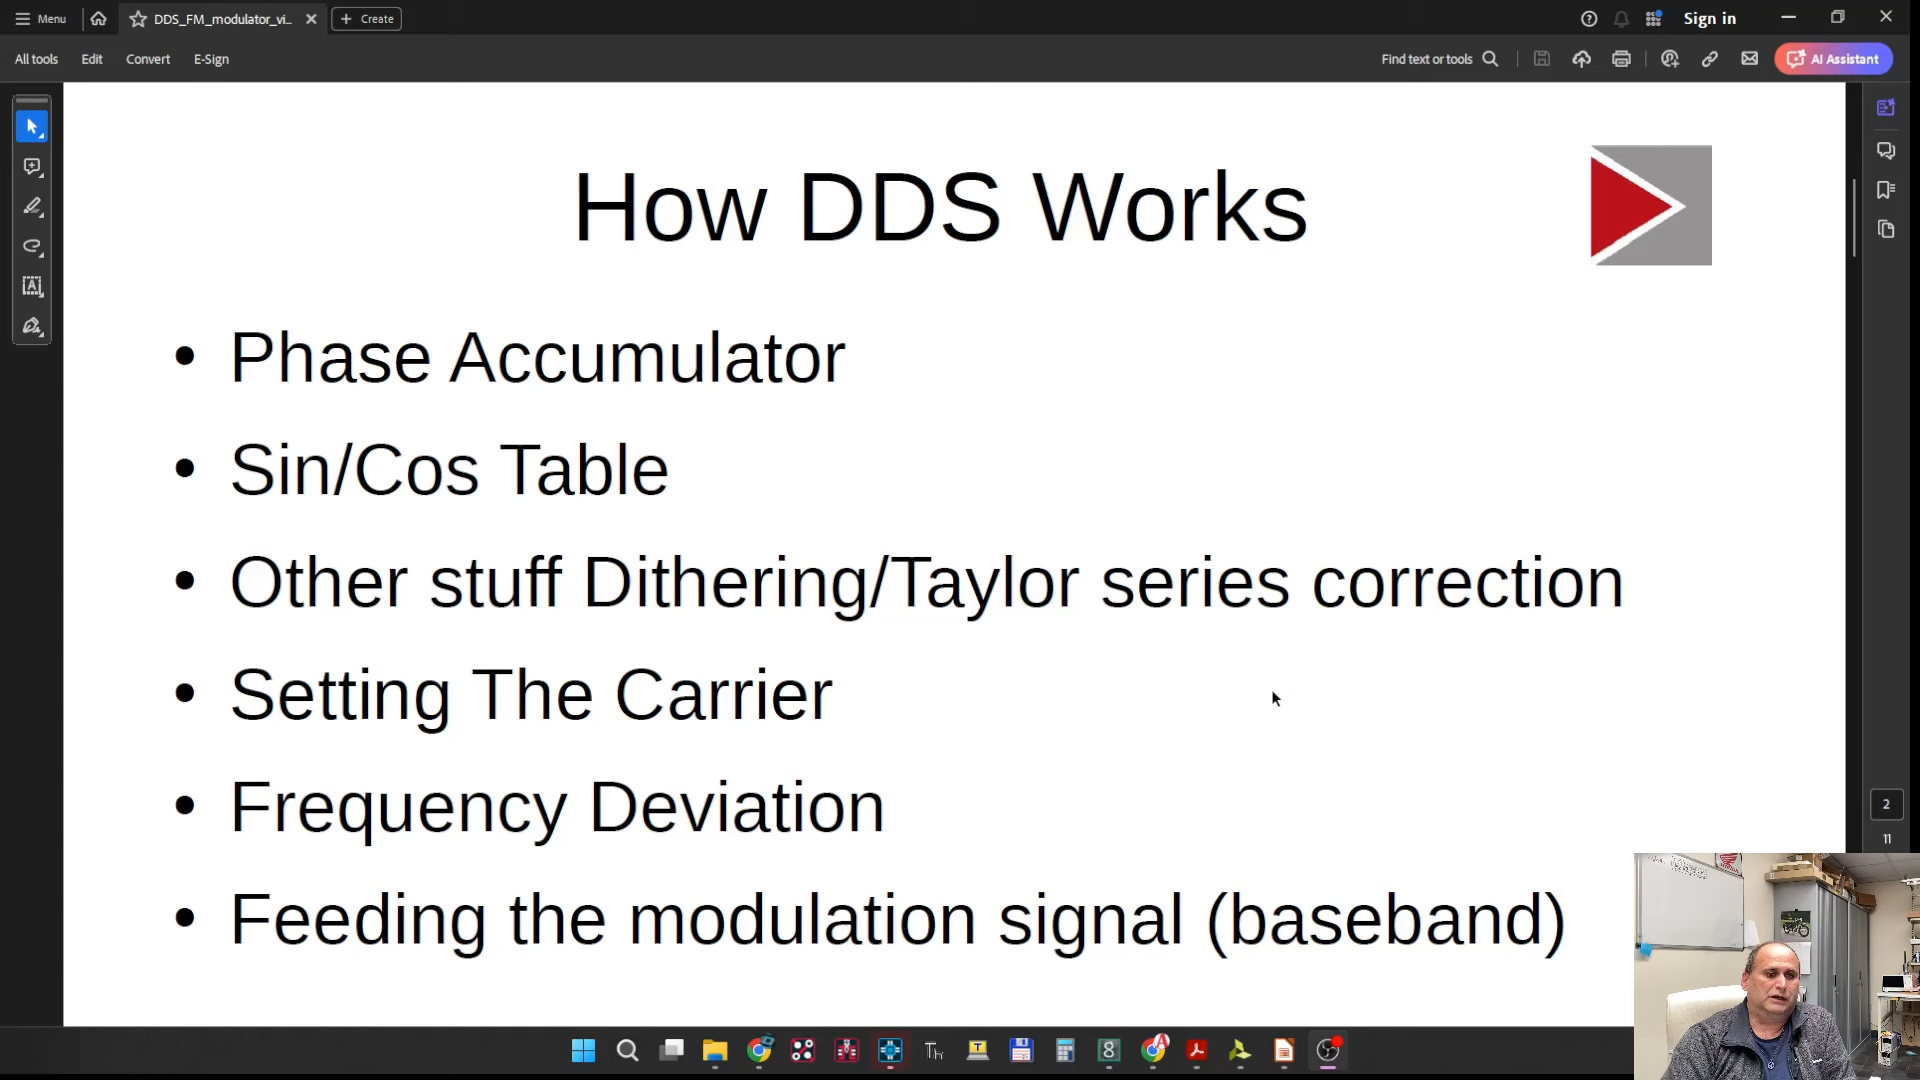 Menu
DDS_FM_modulator_vi...
Create
Sign in
All tools
Edit
Convert
E-Sign
Find text or tools
AI Assistant
How DDS Works
• Phase Accumulator
• Sin/Cos Table
• Other stuff Dithering/Taylor series correction
• Setting The Carrier
• Frequency Deviation
• Feeding the modulation signal (baseband)
2
11